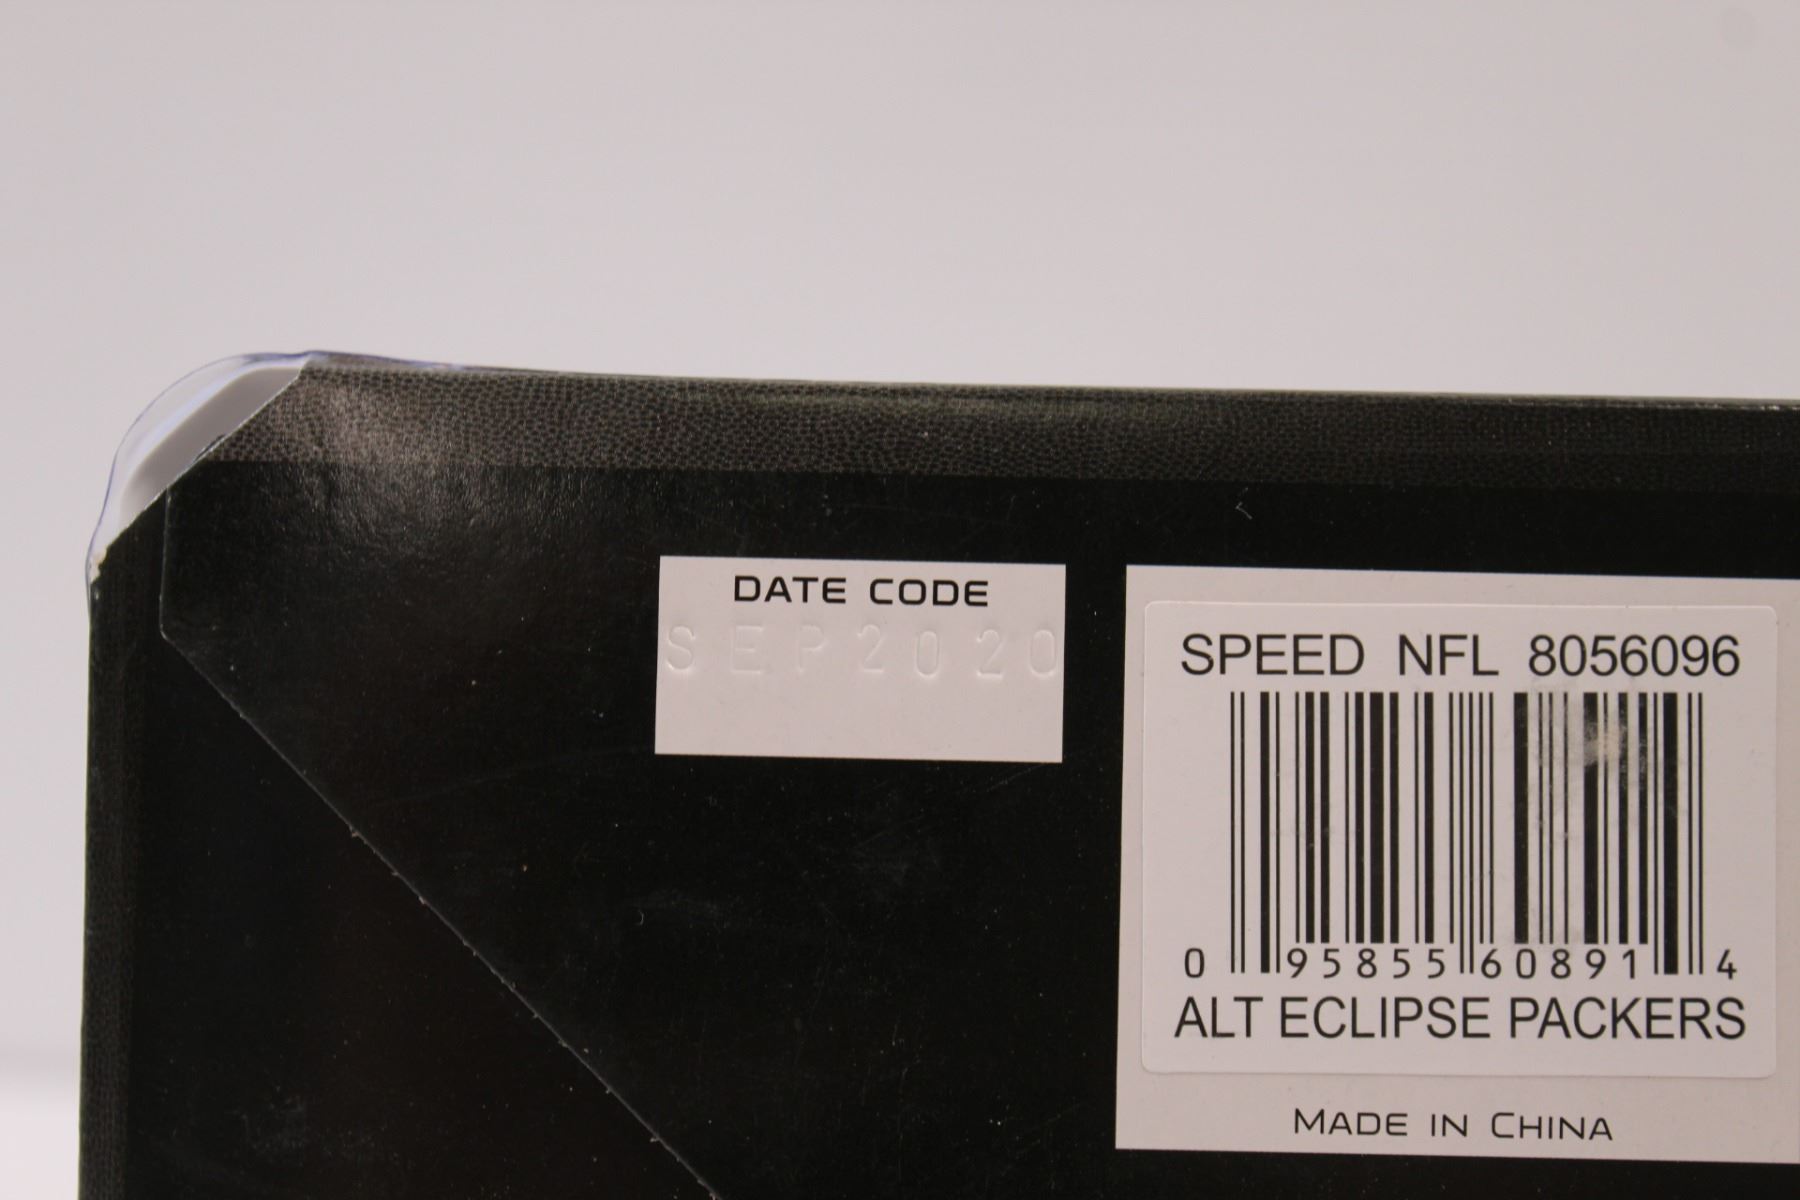 DATE CODE
SEP2020
SPEED NFL 8056096
0 95855 60891 4
ALT ECLIPSE PACKERS
MADE IN CHINA